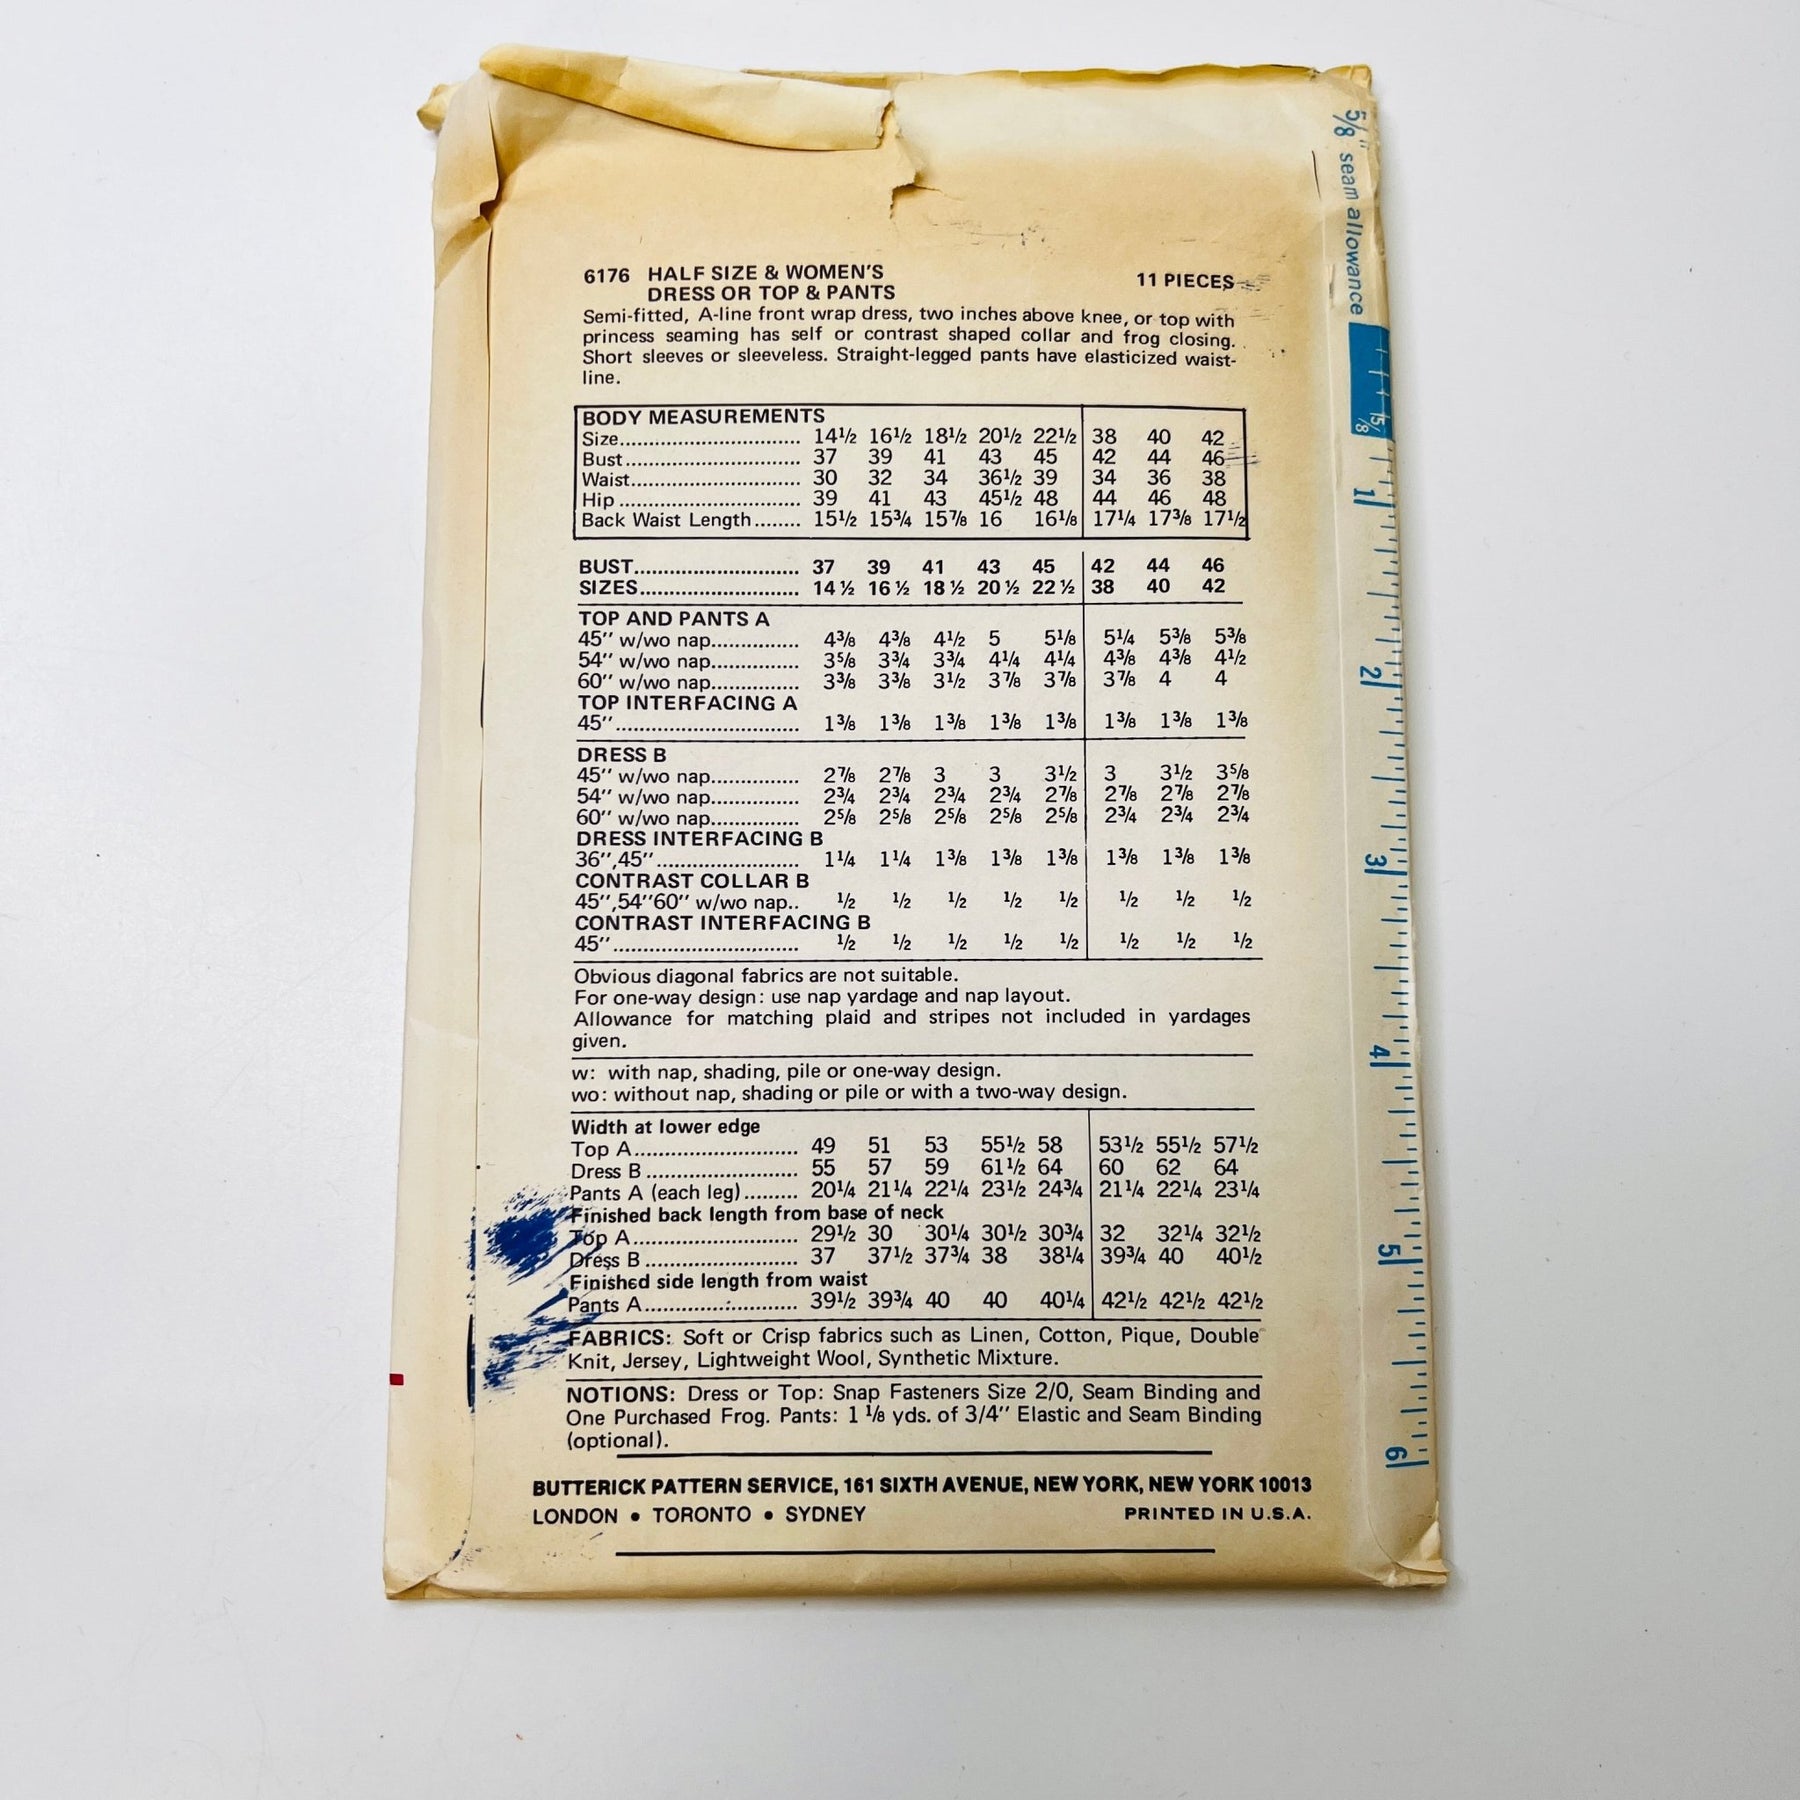 6176 HALF SIZE & WOMEN'S 11 PIECES
DRESS OR TOP & PANTS
Semi-fitted, A-line front wrap dress, two inches above knee, or top with
princess seaming has self or contrast shaped collar and frog closing.
Short sleeves or sleeveless. Straight-legged pants have elasticized waist-
line.
BODY MEASUREMENTS
Size.............................. 14½ 16½ 18½ 20½ 22½ 38 40 42
Bust............................. 37 39 41 43 45 42 44 46
Waist............................ 30 32 34 36½ 39 34 36 38
Hip .............................. 39 41 43 45½ 48 44 46 48
Back Waist Length........ 15½ 15¾ 15⅞ 16 16⅛ 17¼ 17⅜ 17½
BUST........................... 37 39 41 43 45 42 44 46
SIZES.......................... 14 ½ 16 ½ 18 ½ 20 ½ 22 ½ 38 40 42
TOP AND PANTS A
45'' w/wo nap............... 4⅜ 4⅜ 4½ 5 5⅛ 5¼ 5⅜ 5⅜
54'' w/wo nap............... 3⅝ 3¾ 3¾ 4¼ 4¼ 4⅜ 4⅜ 4½
60'' w/wo nap............... 3⅜ 3⅜ 3½ 3⅞ 3⅞ 3⅞ 4 4
TOP INTERFACING A
45''............................... 1⅜ 1⅜ 1⅜ 1⅜ 1⅜ 1⅜ 1⅜ 1⅜
DRESS B
45'' w/wo nap............... 2⅞ 2⅞ 3 3 3½ 3 3½ 3⅝
54'' w/wo nap............... 2¾ 2¾ 2¾ 2¾ 2⅞ 2⅞ 2⅞ 2⅞
60'' w/wo nap............... 2⅝ 2⅝ 2⅝ 2⅝ 2⅝ 2¾ 2¾ 2¾
DRESS INTERFACING B
36'',45''........................ 1¼ 1¼ 1⅜ 1⅜ 1⅜ 1⅜ 1⅜ 1⅜
CONTRAST COLLAR B
45'',54''60'' w/wo nap.. ½ ½ ½ ½ ½ ½ ½ ½
CONTRAST INTERFACING B
45''............................... ½ ½ ½ ½ ½ ½ ½ ½
Obvious diagonal fabrics are not suitable.
For one-way design: use nap yardage and nap layout.
Allowance for matching plaid and stripes not included in yardages
given.
w: with nap, shading, pile or one-way design.
wo: without nap, shading or pile or with a two-way design.
Width at lower edge
Top A........................... 49 51 53 55½ 58 53½ 55½ 57½
Dress B ......................... 55 57 59 61½ 64 60 62 64
Pants A (each leg)......... 20¼ 21¼ 22¼ 23½ 24¾ 21¼ 22¼ 23¼
Finished back length from base of neck
Top A........................... 29½ 30 30¼ 30½ 30¾ 32 32¼ 32½
Dress B ......................... 37 37½ 37¾ 38 38¼ 39¾ 40 40½
Finished side length from waist
Pants A......................... 39½ 39¾ 40 40 40¼ 42½ 42½ 42½
FABRICS: Soft or Crisp fabrics such as Linen, Cotton, Pique, Double
Knit, Jersey, Lightweight Wool, Synthetic Mixture.
NOTIONS: Dress or Top: Snap Fasteners Size 2/0, Seam Binding and
One Purchased Frog. Pants: 1 ⅛ yds. of 3/4'' Elastic and Seam Binding
(optional).
BUTTERICK PATTERN SERVICE, 161 SIXTH AVENUE, NEW YORK, NEW YORK 10013
LONDON • TORONTO • SYDNEY PRINTED IN U.S.A.
5/8'' seam allowance
5/8
1
2
3
4
5
6